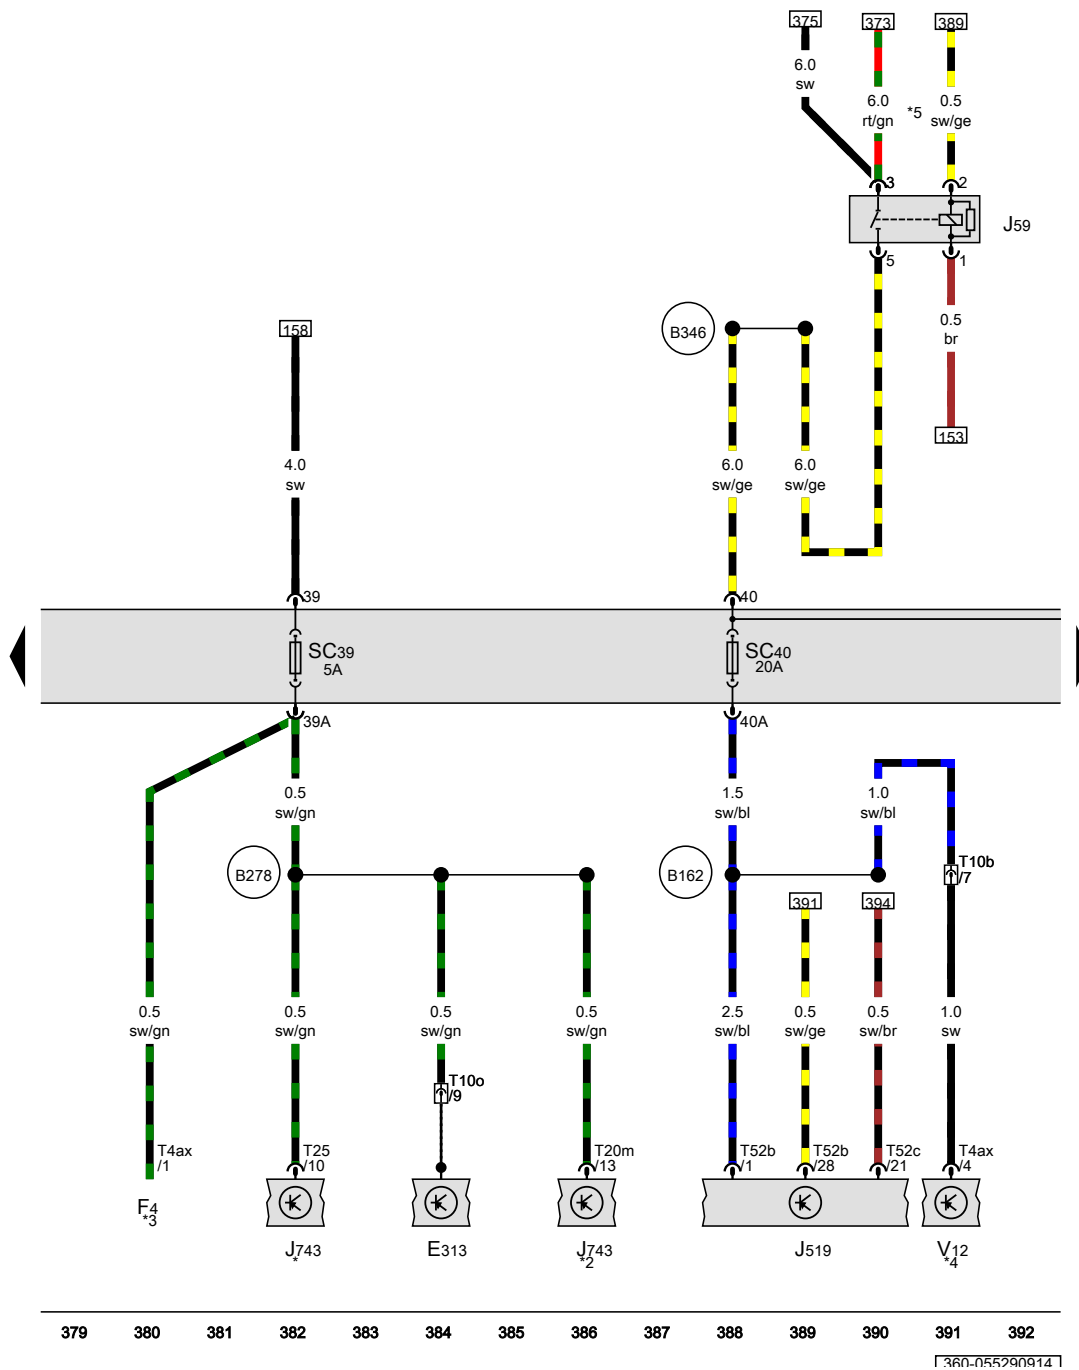 375
373
389
6.0
sw
6.0
rt/gn
*5
0.5
sw/ge
3
2
J59
5
1
158
B346
0.5
br
153
4.0
sw
6.0
sw/ge
6.0
sw/ge
39
40
SC39
5A
SC40
20A
39A
40A
0.5
sw/gn
1.5
sw/bl
1.0
sw/bl
B278
B162
T10b
/7
391
394
0.5
sw/gn
0.5
sw/gn
0.5
sw/gn
0.5
sw/gn
2.5
sw/bl
0.5
sw/ge
0.5
sw/br
1.0
sw
T10o
/9
T4ax
/1
T25
/10
T20m
/13
T52b
/1
T52b
/28
T52c
/21
T4ax
/4
F4
*3
J743
*
E313
J743
*2
J519
V12
*4
379 380 381 382 383 384 385 386 387 388 389 390 391 392
360-055290914